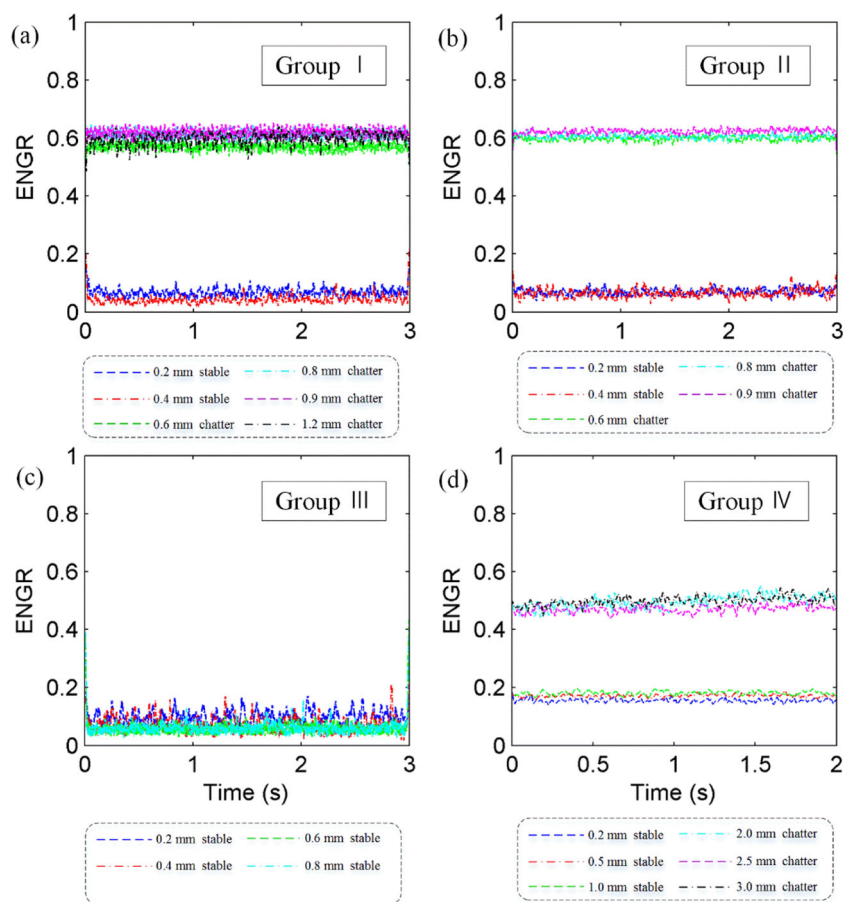 (a)
Group I
ENGR
1
0.8
0.6
0.4
0.2
0
0 1 2 3
0.2 mm stable
0.8 mm chatter
0.4 mm stable
0.9 mm chatter
0.6 mm chatter
1.2 mm chatter
(b)
Group II
ENGR
1
0.8
0.6
0.4
0.2
0
0 1 2 3
0.2 mm stable
0.8 mm chatter
0.4 mm stable
0.9 mm chatter
0.6 mm chatter
(c)
Group III
ENGR
1
0.8
0.6
0.4
0.2
0
0 1 2 3
Time (s)
0.2 mm stable
0.6 mm stable
0.4 mm stable
0.8 mm stable
(d)
Group IV
ENGR
1
0.8
0.6
0.4
0.2
0
0 0.5 1 1.5 2
Time (s)
0.2 mm stable
2.0 mm chatter
0.5 mm stable
2.5 mm chatter
1.0 mm stable
3.0 mm chatter